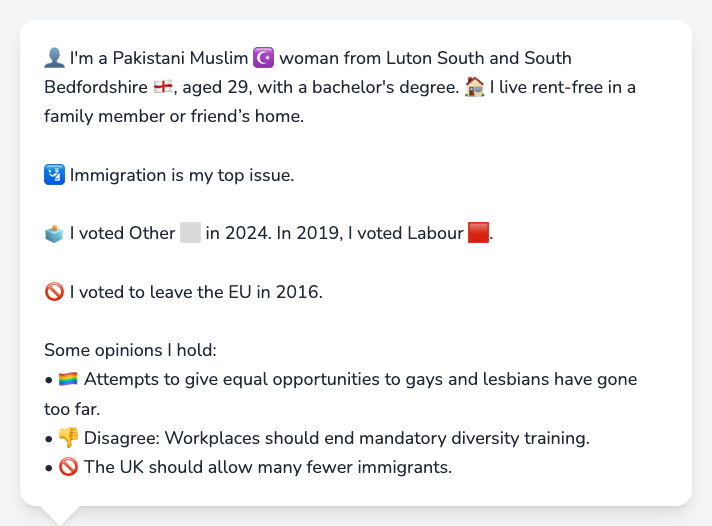 👤 I'm a Pakistani Muslim ☪️ woman from Luton South and South
Bedfordshire 🏴󠁧󠁢󠁥󠁮󠁧󠁿, aged 29, with a bachelor's degree. 🏠 I live rent-free in a
family member or friend’s home.
🛂 Immigration is my top issue.
🗳️ I voted Other ⬜ in 2024. In 2019, I voted Labour 🟥.
🚫 I voted to leave the EU in 2016.
Some opinions I hold:
• 🏳️‍🌈 Attempts to give equal opportunities to gays and lesbians have gone
too far.
• 👎 Disagree: Workplaces should end mandatory diversity training.
• 🚫 The UK should allow many fewer immigrants.